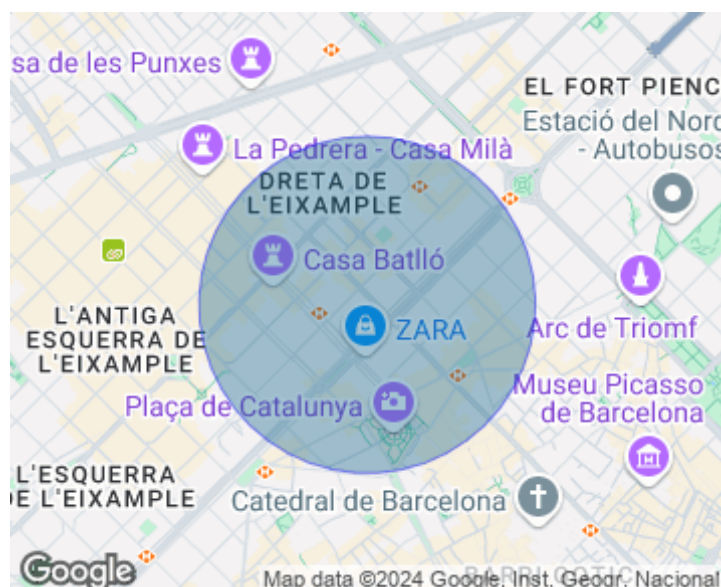 sa de les Punxes
EL FORT PIENC
Estació del Nord
- Autobusos
La Pedrera - Casa Milà
DRETA DE
L'EIXAMPLE
Casa Batlló
L'ANTIGA
ESQUERRA DE
L'EIXAMPLE
ZARA
Arc de Triomf
Plaça de Catalunya
Museu Picasso
de Barcelona
L'ESQUERRA
DE L'EIXAMPLE
Catedral de Barcelona
BARRI GÒTIC
Google
Map data ©2024 Google, Inst. Geogr. Nacional